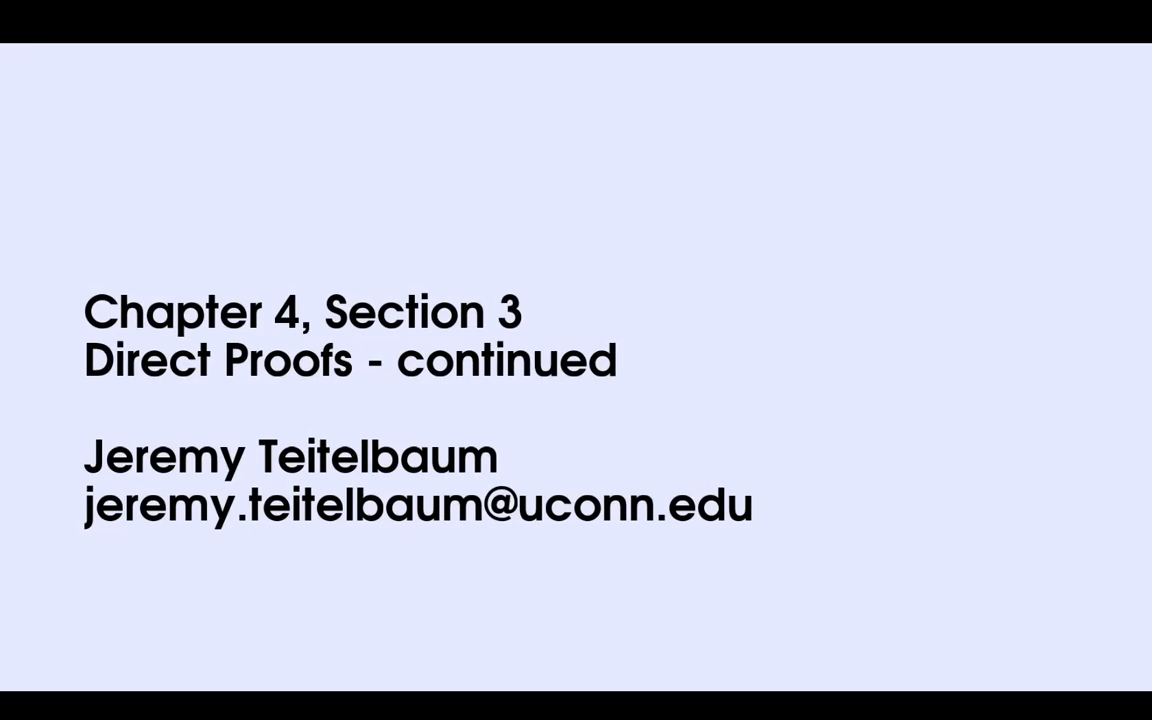 Chapter 4, Section 3
Direct Proofs - continued
Jeremy Teitelbaum
jeremy.teitelbaum@uconn.edu